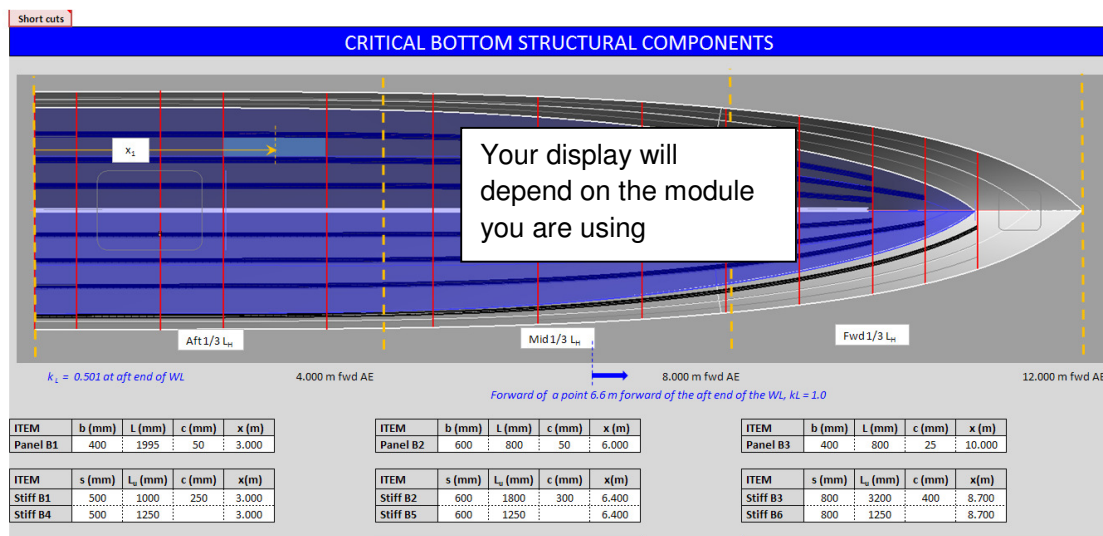 Short cuts
CRITICAL BOTTOM STRUCTURAL COMPONENTS
x₁
Your display will
depend on the module
you are using
Aft 1/3 L_H
Mid 1/3 L_H
Fwd 1/3 L_H
k_L = 0.501 at aft end of WL
4.000 m fwd AE
8.000 m fwd AE
12.000 m fwd AE
Forward of a point 6.6 m forward of the aft end of the WL, kL = 1.0
ITEM b (mm) L (mm) c (mm) x (m)
Panel B1 400 1995 50 3.000
ITEM b (mm) L (mm) c (mm) x (m)
Panel B2 600 800 50 6.000
ITEM b (mm) L (mm) c (mm) x (m)
Panel B3 400 800 25 10.000
ITEM s (mm) L_u (mm) c (mm) x(m)
Stiff B1 500 1000 250 3.000
Stiff B4 500 1250 3.000
ITEM s (mm) L_u (mm) c (mm) x(m)
Stiff B2 600 1800 300 6.400
Stiff B5 600 1250 6.400
ITEM s (mm) L_u (mm) c (mm) x(m)
Stiff B3 800 3200 400 8.700
Stiff B6 800 1250 8.700